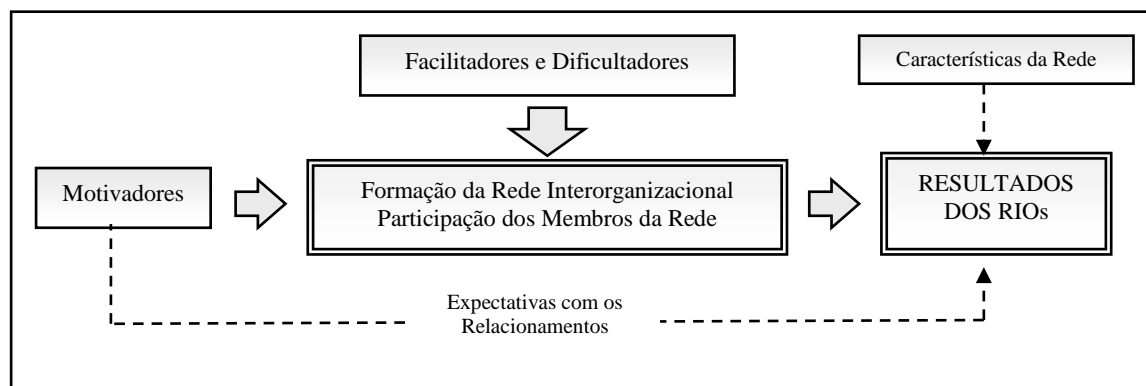 Facilitadores e Dificultadores
Características da Rede
Motivadores
Formação da Rede Interorganizacional
Participação dos Membros da Rede
RESULTADOS
DOS RIOs
Expectativas com os
Relacionamentos